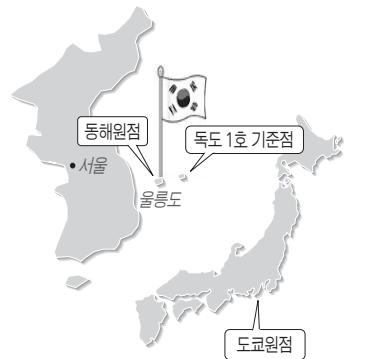 동해원점
독도 1호 기준점
서울
울릉도
도쿄원점